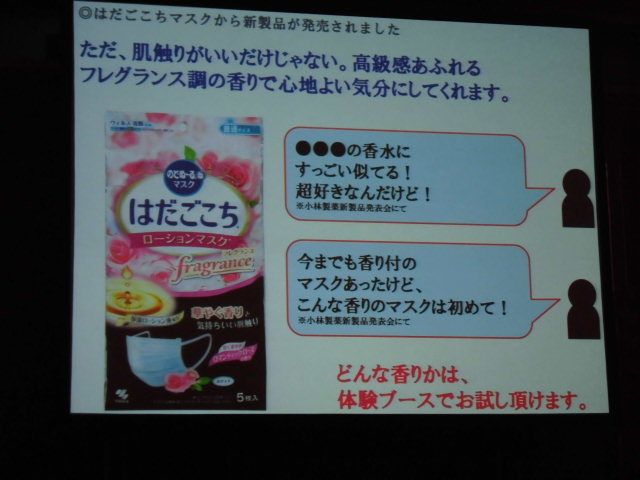 ◎はだごこちマスクから新製品が発売されました
ただ、肌触りがいいだけじゃない。高級感あふれる
フレグランス調の香りで心地よい気分にしてくれます。
のどぬ〜る
マスク
はだごこち
ローションマスク
フレグランス
fragrance
華やぐ香り
気持ちいい肌触り
5枚入
●●●の香水に
すっごい似てる！
超好きなんだけど！
※小林製薬新製品発表会にて
今までも香り付の
マスクあったけど、
こんな香りのマスクは初めて！
※小林製薬新製品発表会にて
どんな香りかは、
体験ブースでお試し頂けます。